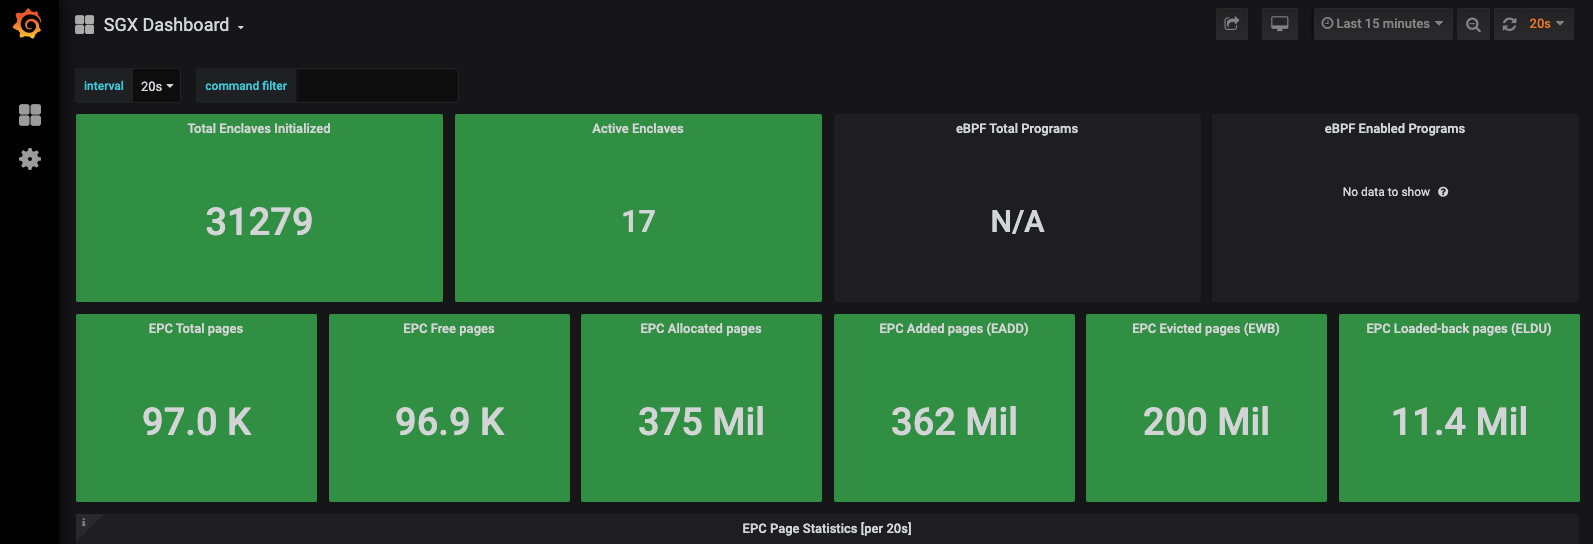 SGX Dashboard
Last 15 minutes
20s
interval
20s
command filter
Total Enclaves Initialized
31279
Active Enclaves
17
eBPF Total Programs
N/A
eBPF Enabled Programs
No data to show
EPC Total pages
97.0 K
EPC Free pages
96.9 K
EPC Allocated pages
375 Mil
EPC Added pages (EADD)
362 Mil
EPC Evicted pages (EWB)
200 Mil
EPC Loaded-back pages (ELDU)
11.4 Mil
EPC Page Statistics [per 20s]